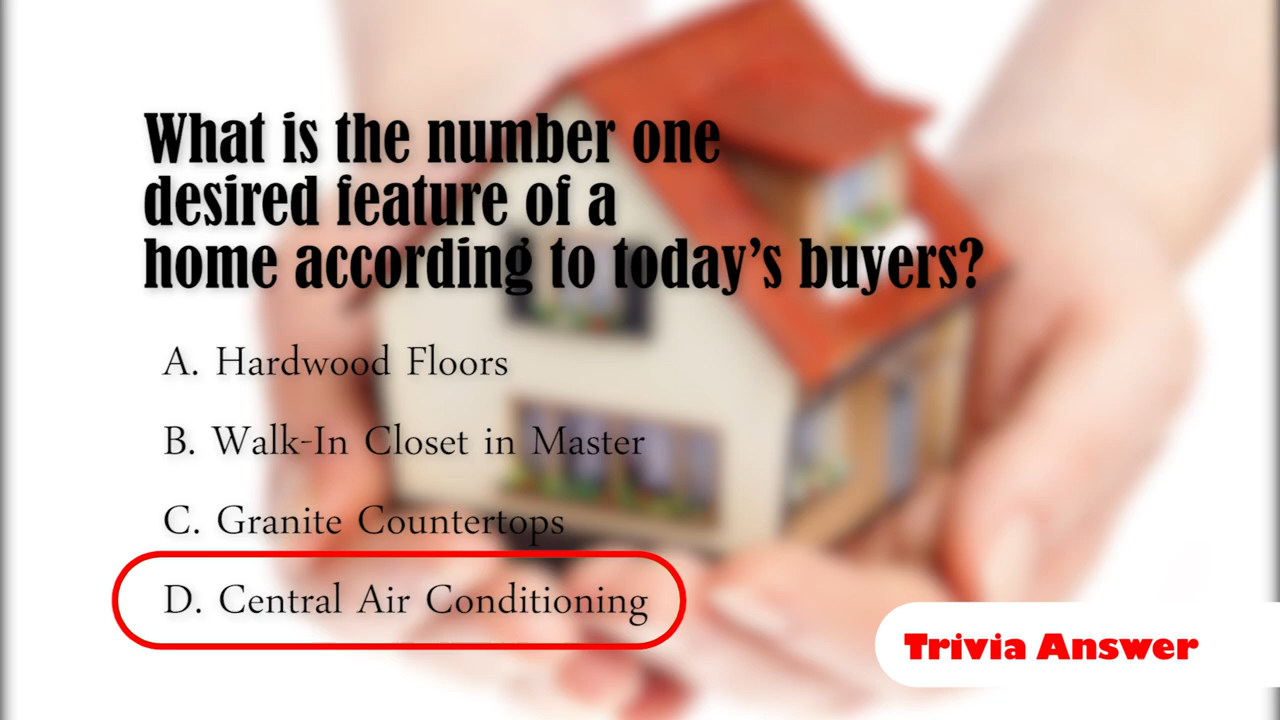 What is the number one
desired feature of a
home according to today's buyers?
A. Hardwood Floors
B. Walk-In Closet in Master
C. Granite Countertops
D. Central Air Conditioning
Trivia Answer